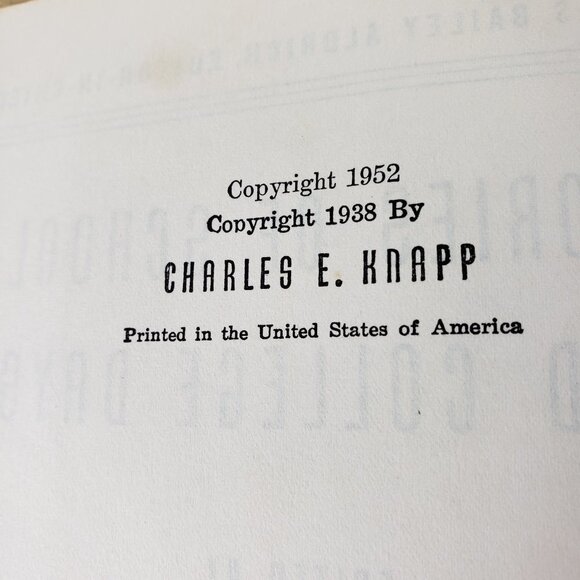 Copyright 1952
Copyright 1938 By
CHARLES E. KNAPP
Printed in the United States of America